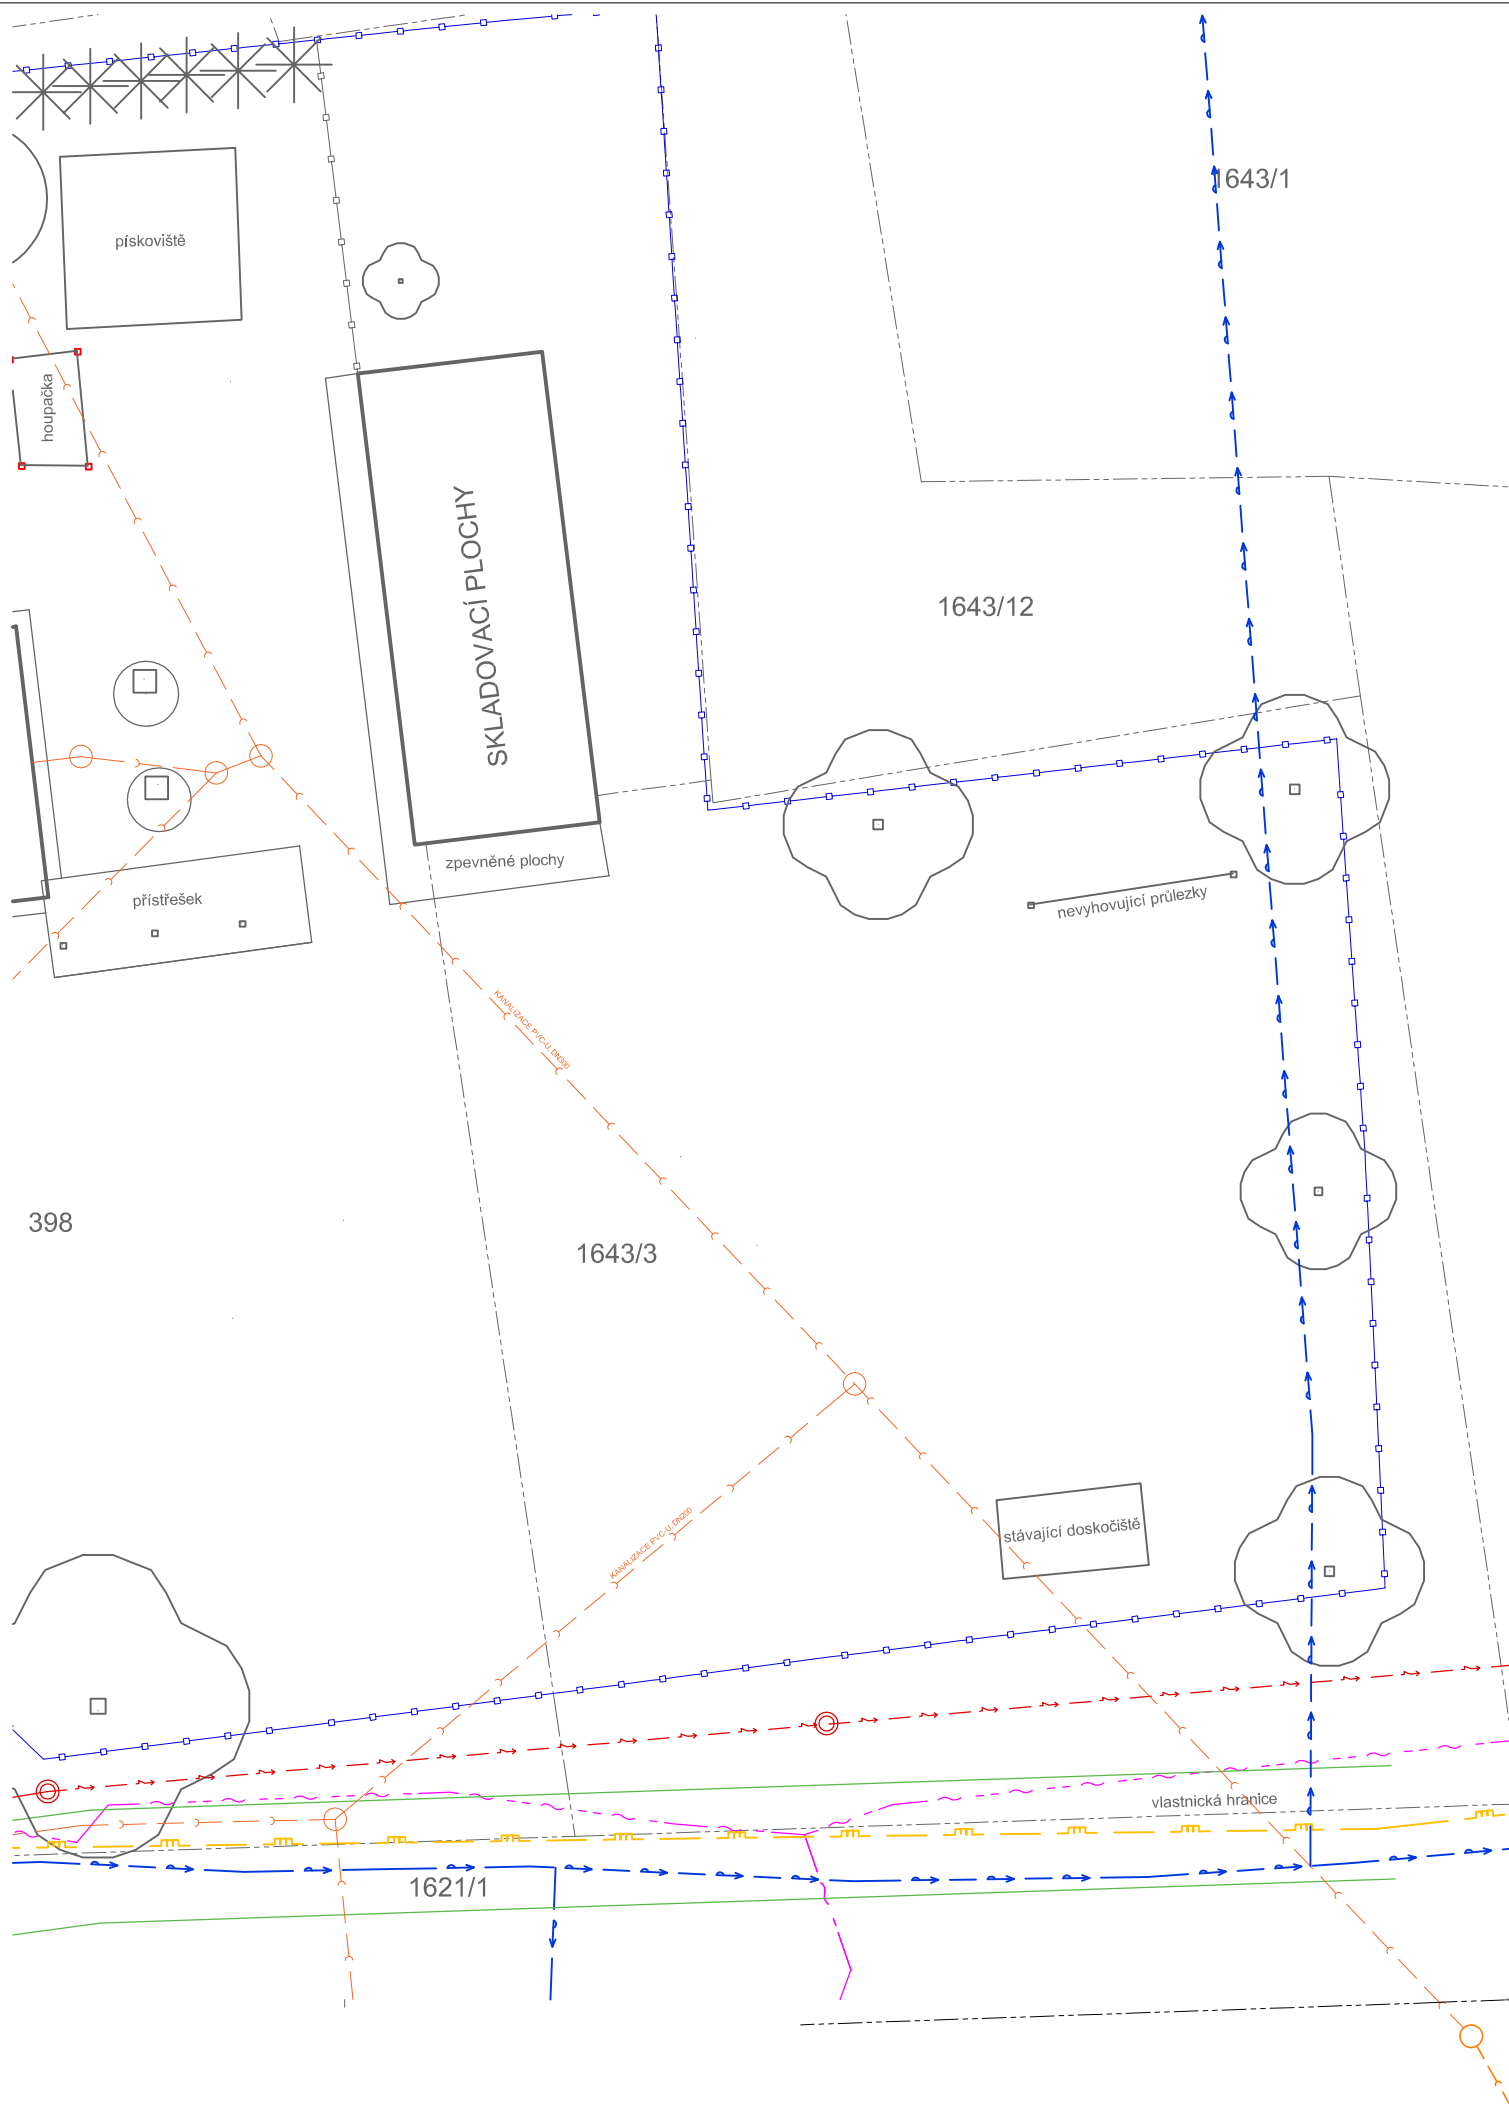 1643/1
pískoviště
houpačka
SKLADOVACÍ PLOCHY
1643/12
zpevněné plochy
přístřešek
nevyhovující průlezky
KANALIZACE PVC-U, DN300
398
1643/3
stávající doskočiště
KANALIZACE PVC-U, DN200
vlastnická hranice
1621/1